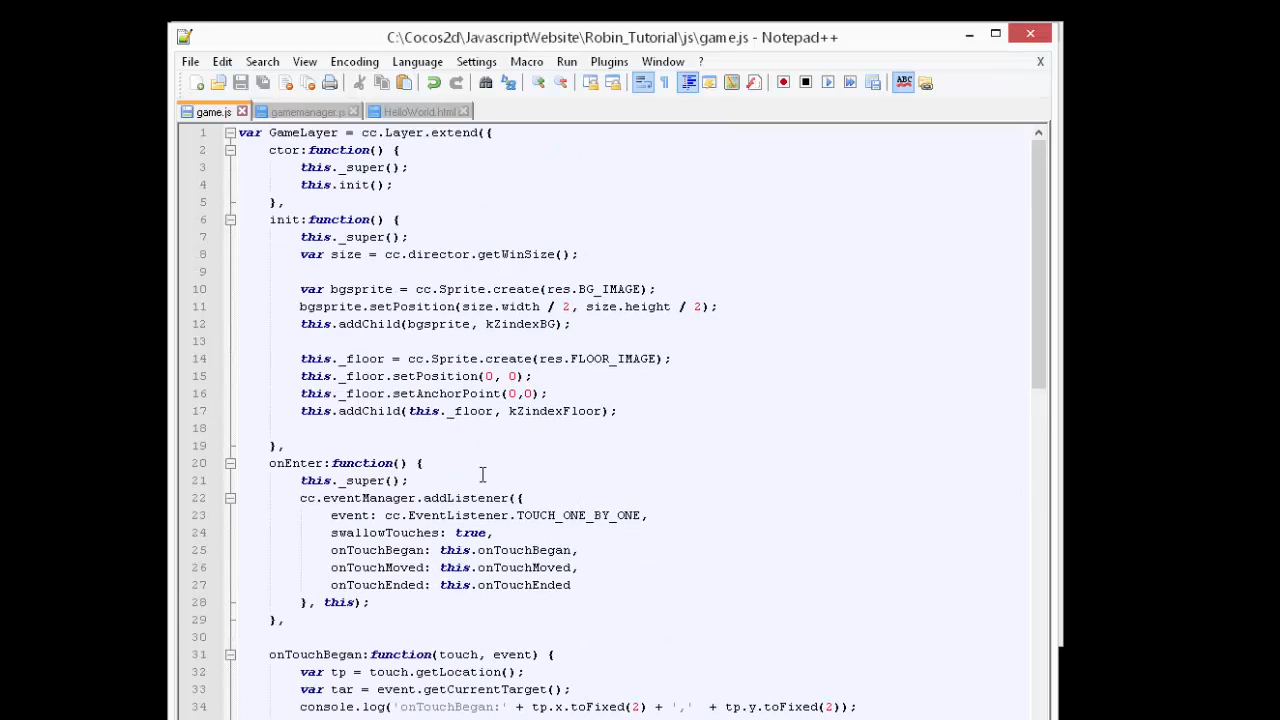 C:\Cocos2d\JavascriptWebsite\Robin_Tutorial\js\game.js - Notepad++
File Edit Search View Encoding Language Settings Macro Run Plugins Window ? X
ABC
game.js gamemanager.js HelloWorld.html
1 var GameLayer = cc.Layer.extend({
2 ctor:function() {
3 this._super();
4 this.init();
5 },
6 init:function() {
7 this._super();
8 var size = cc.director.getWinSize();
9
10 var bgsprite = cc.Sprite.create(res.BG_IMAGE);
11 bgsprite.setPosition(size.width / 2, size.height / 2);
12 this.addChild(bgsprite, kZindexBG);
13
14 this._floor = cc.Sprite.create(res.FLOOR_IMAGE);
15 this._floor.setPosition(0, 0);
16 this._floor.setAnchorPoint(0,0);
17 this.addChild(this._floor, kZindexFloor);
18
19 },
20 onEnter:function() {
21 this._super();
22 cc.eventManager.addListener({
23 event: cc.EventListener.TOUCH_ONE_BY_ONE,
24 swallowTouches: true,
25 onTouchBegan: this.onTouchBegan,
26 onTouchMoved: this.onTouchMoved,
27 onTouchEnded: this.onTouchEnded
28 }, this);
29 },
30
31 onTouchBegan:function(touch, event) {
32 var tp = touch.getLocation();
33 var tar = event.getCurrentTarget();
34 console.log('onTouchBegan:' + tp.x.toFixed(2) + ',' + tp.y.toFixed(2));